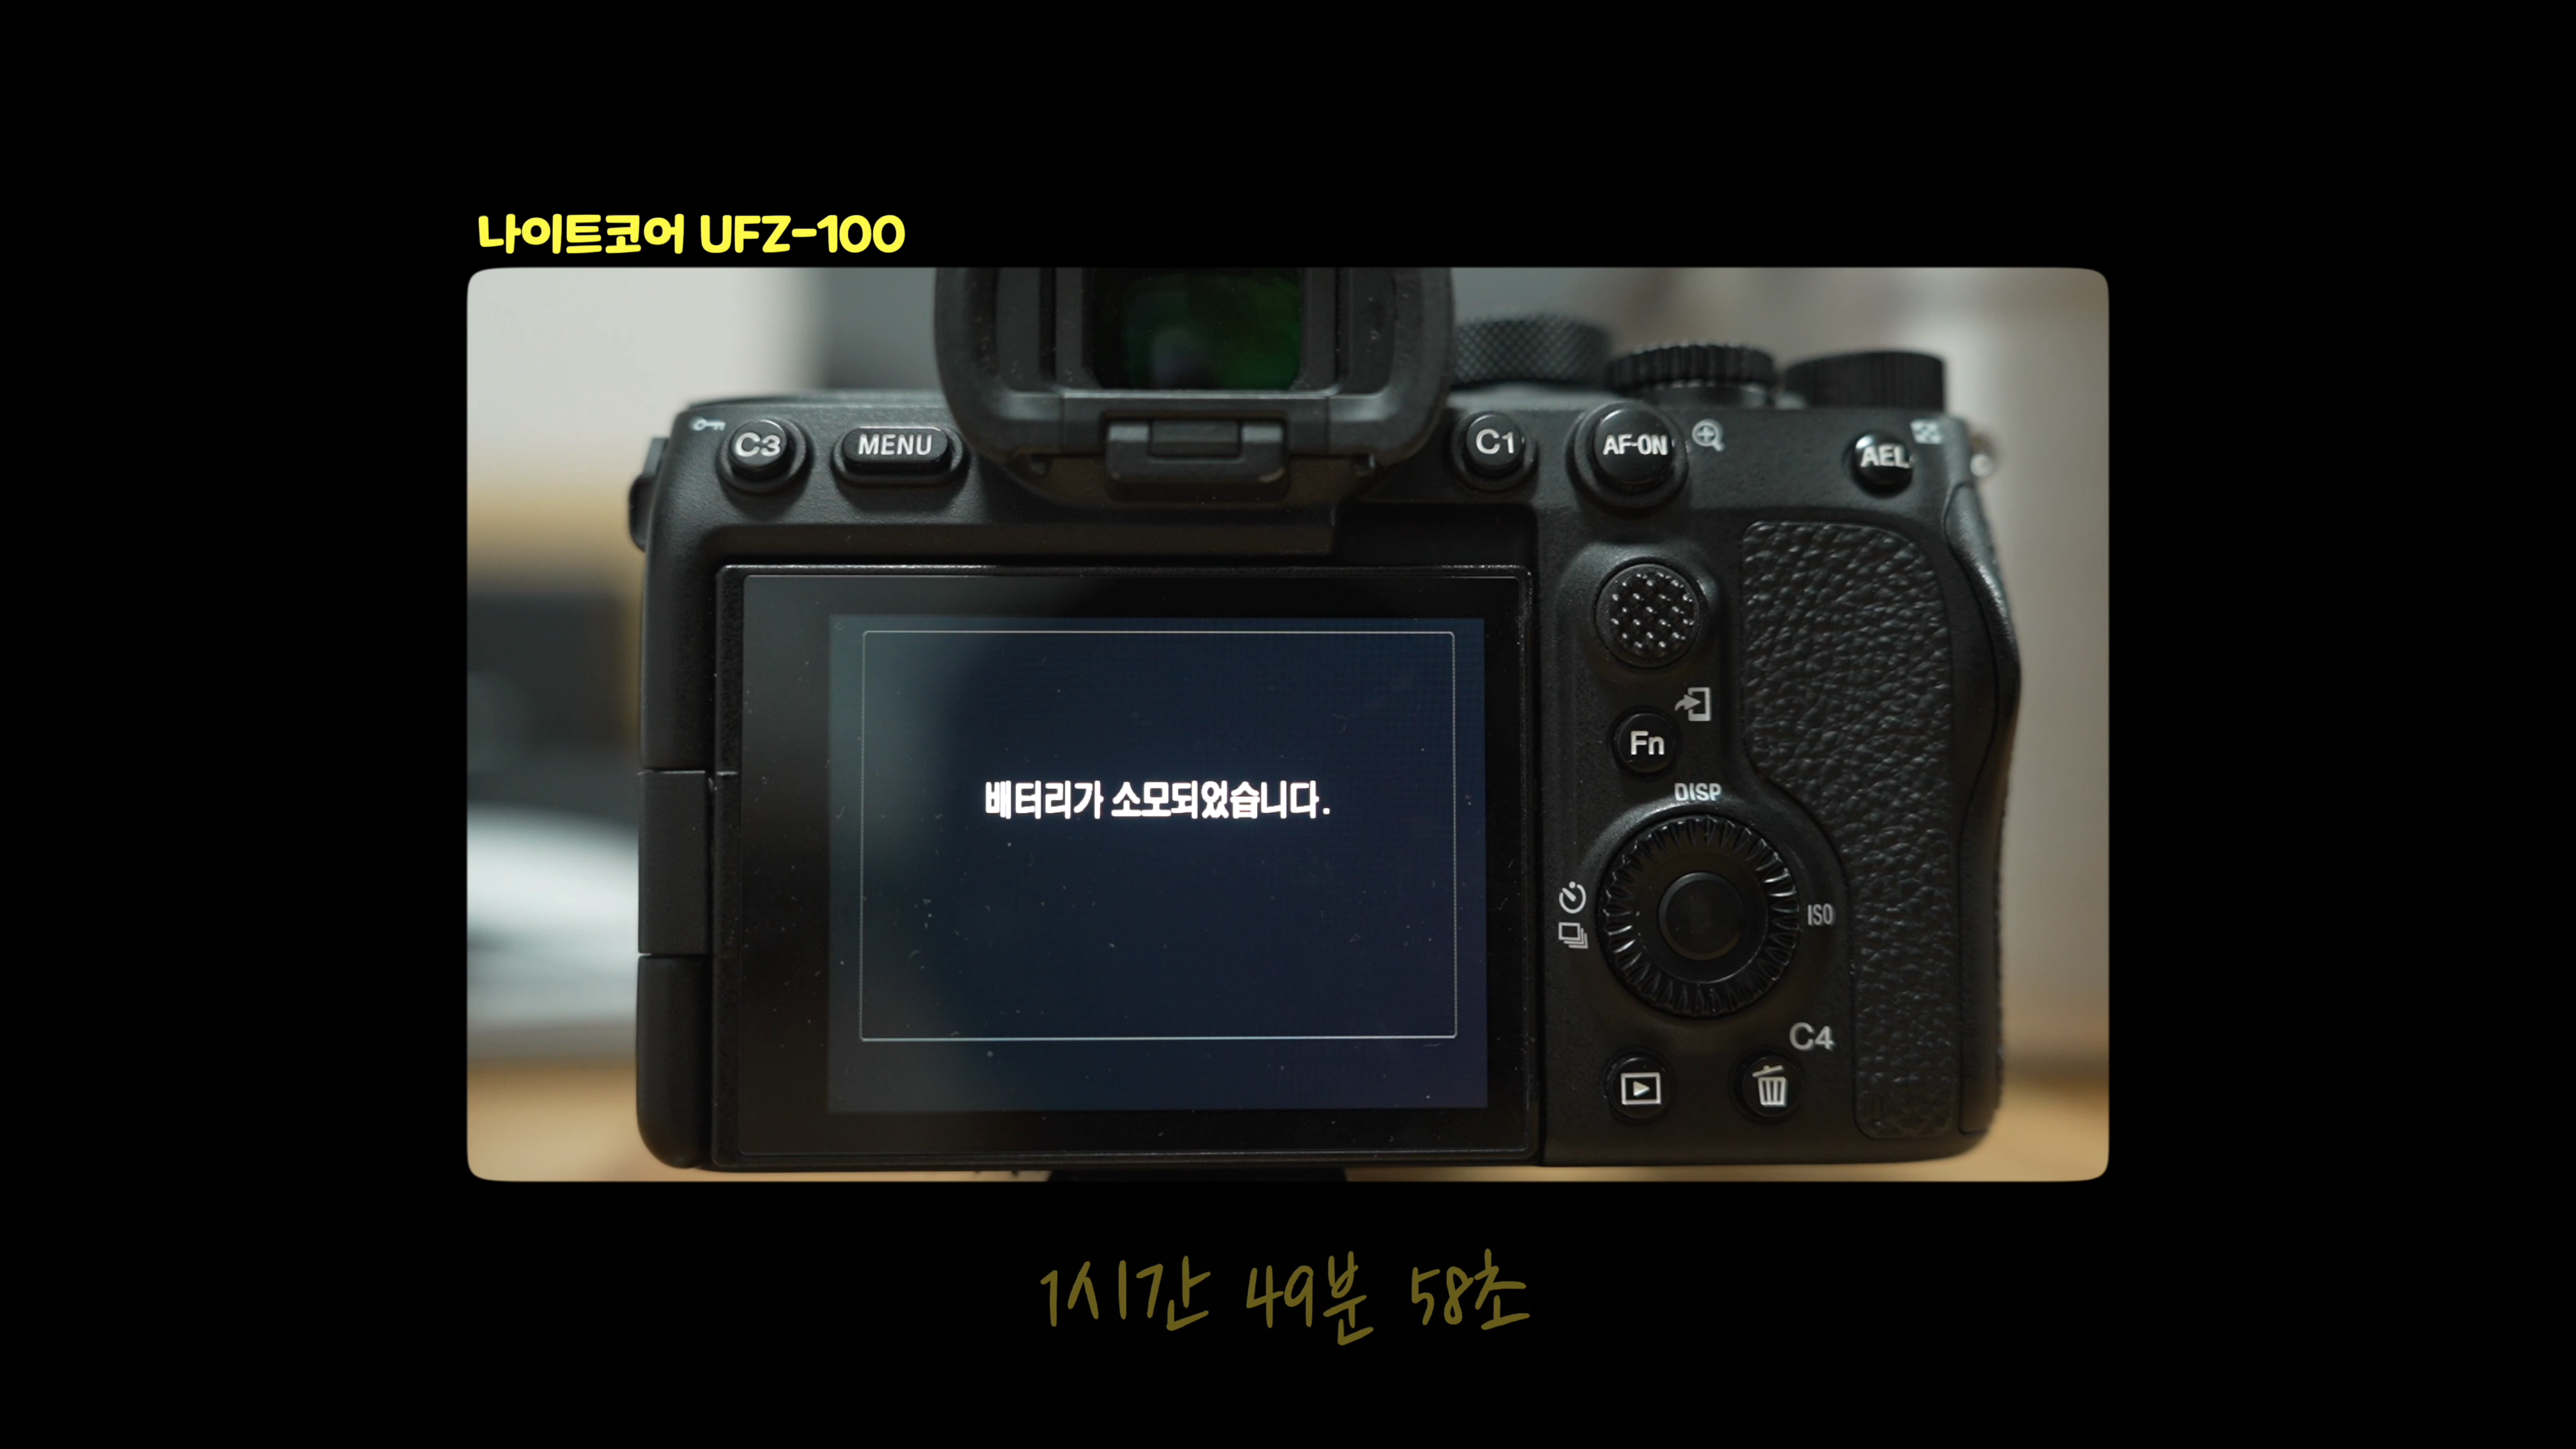 나이트코어 UFZ-100
C3
MENU
C1
AF-ON
AEL
배터리가 소모되었습니다.
Fn
DISP
ISO
C4
1시간 49분 58초